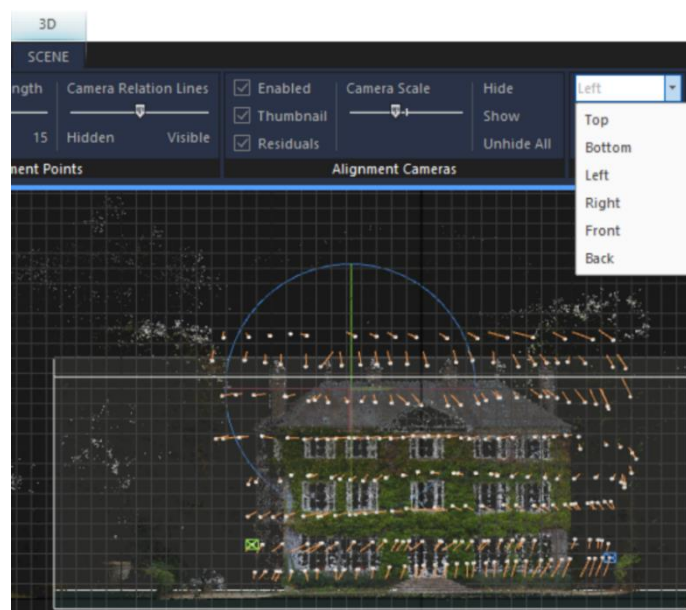 3D
SCENE
ngth
Camera Relation Lines
15
Hidden
Visible
nent Points
Enabled
Thumbnail
Residuals
Camera Scale
Hide
Show
Unhide All
Alignment Cameras
Left
Top
Bottom
Left
Right
Front
Back